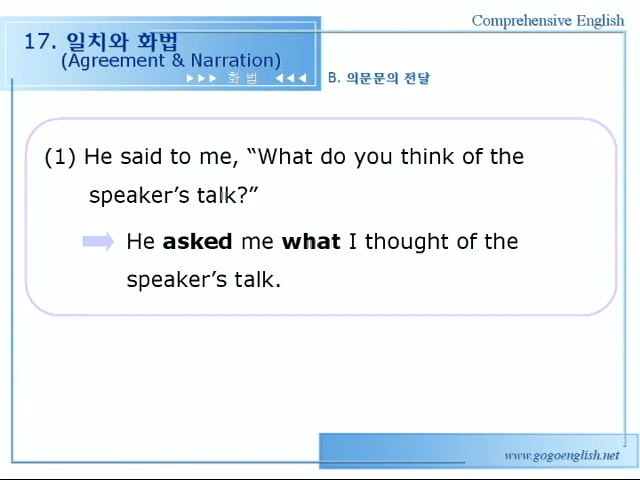 Comprehensive English
17. 일치와 화법
(Agreement & Narration)
▶▶▶ 화 법 ◀◀◀
B. 의문문의 전달
(1) He said to me, “What do you think of the
speaker’s talk?”
He asked me what I thought of the
speaker’s talk.
www.gogoenglish.net